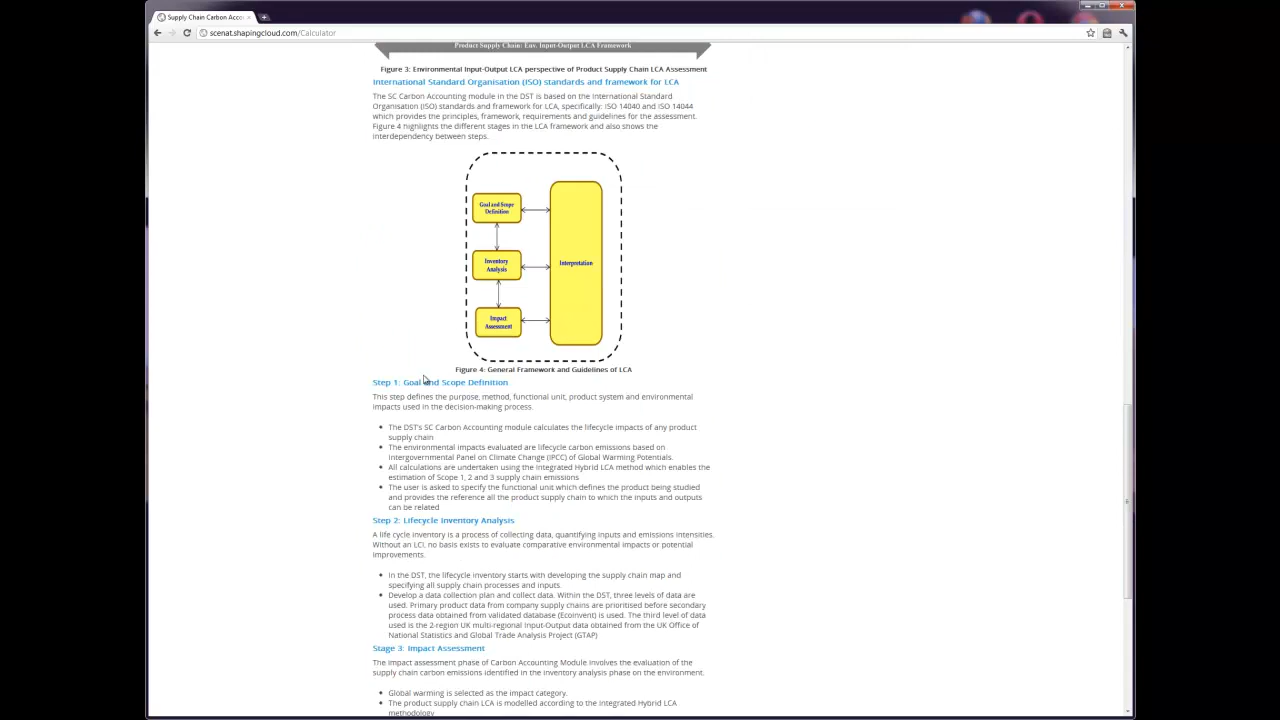 Supply Chain Carbon Acco
scenat.shapingcloud.com/Calculator
Product Supply Chain: Env. Input-Output LCA Framework
Figure 3: Environmental Input-Output LCA perspective of Product Supply Chain LCA Assessment
International Standard Organisation (ISO) standards and framework for LCA
The SC Carbon Accounting module in the DST is based on the International Standard
Organisation (ISO) standards and framework for LCA, specifically: ISO 14040 and ISO 14044
which provides the principles, framework, requirements and guidelines for the assessment.
Figure 4 highlights the different stages in the LCA framework and also shows the
interdependency between steps.
Goal and Scope
Definition
Inventory
Analysis
Interpretation
Impact
Assessment
Figure 4: General Framework and Guidelines of LCA
Step 1: Goal and Scope Definition
This step defines the purpose, method, functional unit, product system and environmental
impacts used in the decision-making process.
• The DST's SC Carbon Accounting module calculates the lifecycle impacts of any product
supply chain
• The environmental impacts evaluated are lifecycle carbon emissions based on
Intergovernmental Panel on Climate Change (IPCC) of Global Warming Potentials.
• All calculations are undertaken using the Integrated Hybrid LCA method which enables the
estimation of Scope 1, 2 and 3 supply chain emissions
• The user is asked to specify the functional unit which defines the product being studied
and provides the reference all the product supply chain to which the inputs and outputs
can be related
Step 2: Lifecycle Inventory Analysis
A life cycle inventory is a process of collecting data, quantifying inputs and emissions intensities.
Without an LCI, no basis exists to evaluate comparative environmental impacts or potential
improvements.
• In the DST, the lifecycle inventory starts with developing the supply chain map and
specifying all supply chain processes and inputs.
• Develop a data collection plan and collect data. Within the DST, three levels of data are
used. Primary product data from company supply chains are prioritised before secondary
process data obtained from validated database (Ecoinvent) is used. The third level of data
used is the 2-region UK multi-regional Input-Output data obtained from the UK Office of
National Statistics and Global Trade Analysis Project (GTAP)
Stage 3: Impact Assessment
The impact assessment phase of Carbon Accounting Module involves the evaluation of the
supply chain carbon emissions identified in the inventory analysis phase on the environment.
• Global warming is selected as the impact category.
• The product supply chain LCA is modelled according to the integrated Hybrid LCA
methodology